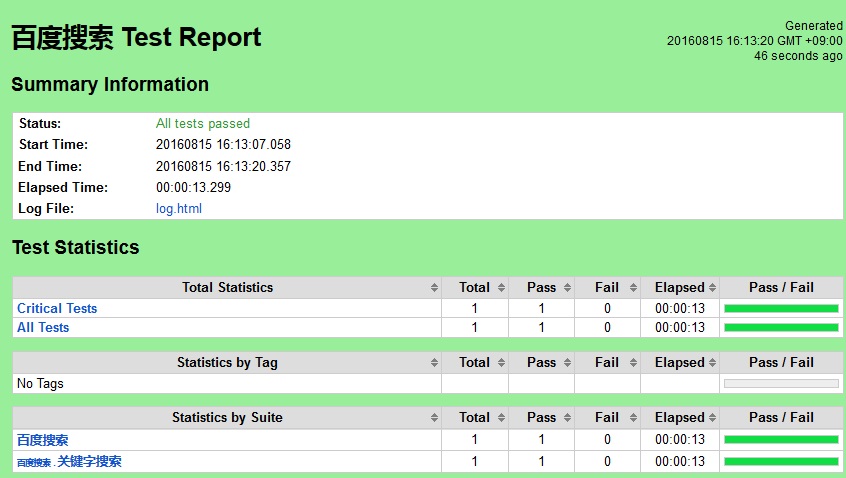 百度搜索 Test Report
Generated
20160815 16:13:20 GMT +09:00
46 seconds ago
Summary Information
Status: All tests passed
Start Time: 20160815 16:13:07.058
End Time: 20160815 16:13:20.357
Elapsed Time: 00:00:13.299
Log File: log.html
Test Statistics
Total Statistics Total Pass Fail Elapsed Pass / Fail
Critical Tests 1 1 0 00:00:13
All Tests 1 1 0 00:00:13
Statistics by Tag Total Pass Fail Elapsed Pass / Fail
No Tags
Statistics by Suite Total Pass Fail Elapsed Pass / Fail
百度搜索 1 1 0 00:00:13
百度搜索 . 关键字搜索 1 1 0 00:00:13